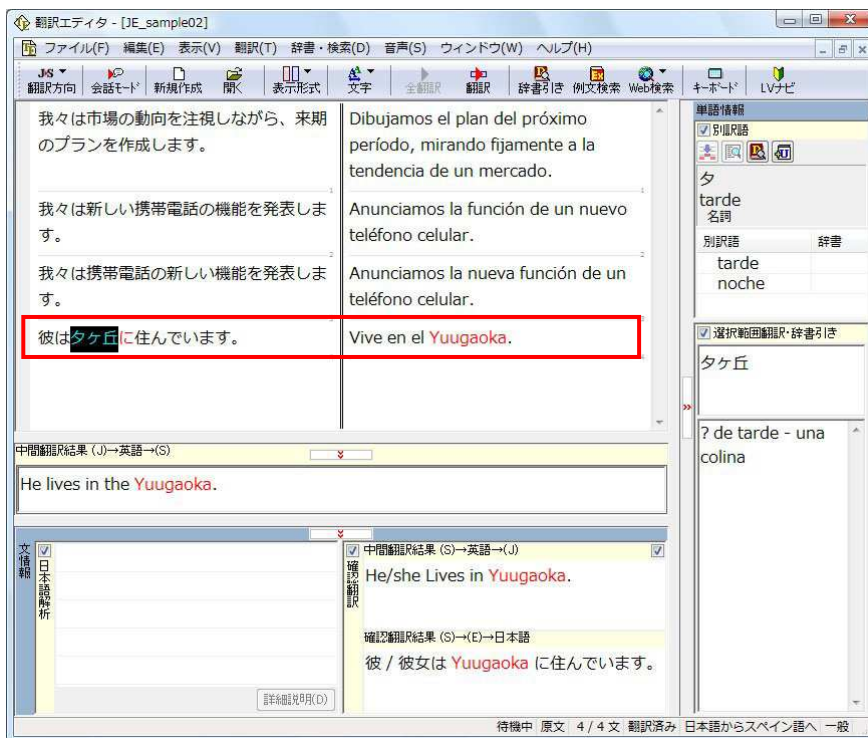 翻訳エディタ - [JE_sample02]
ファイル(F) 編集(E) 表示(V) 翻訳(T) 辞書・検索(D) 音声(S) ウィンドウ(W) ヘルプ(H)
翻訳方向 会話モード 新規作成 開く 表示形式 文字 全翻訳 翻訳 辞書引き 例文検索 Web検索 キーボード LVナビ
我々は市場の動向を注視しながら、来期
のプランを作成します。
Dibujamos el plan del próximo
período, mirando fijamente a la
tendencia de un mercado.
1
1
我々は新しい携帯電話の機能を発表しま
す。
Anunciamos la función de un nuevo
teléfono celular.
2
2
我々は携帯電話の新しい機能を発表しま
す。
Anunciamos la nueva función de un
teléfono celular.
彼は夕ケ丘に住んでいます。
Vive en el Yuugaoka.
中間翻訳結果 (J)→英語→(S)
He lives in the Yuugaoka.
文情報
日本語解析
詳細説明(D)
確認翻訳
中間翻訳結果 (S)→英語→(J)
He/she Lives in Yuugaoka.
確認翻訳結果 (S)→(E)→日本語
彼 / 彼女は Yuugaoka に住んでいます。
単語情報
別訳語
夕
tarde
名詞
別訳語 辞書
tarde
noche
選択範囲翻訳・辞書引き
夕ケ丘
? de tarde - una
colina
待機中 原文 4 / 4 文 翻訳済み 日本語からスペイン語へ 一般